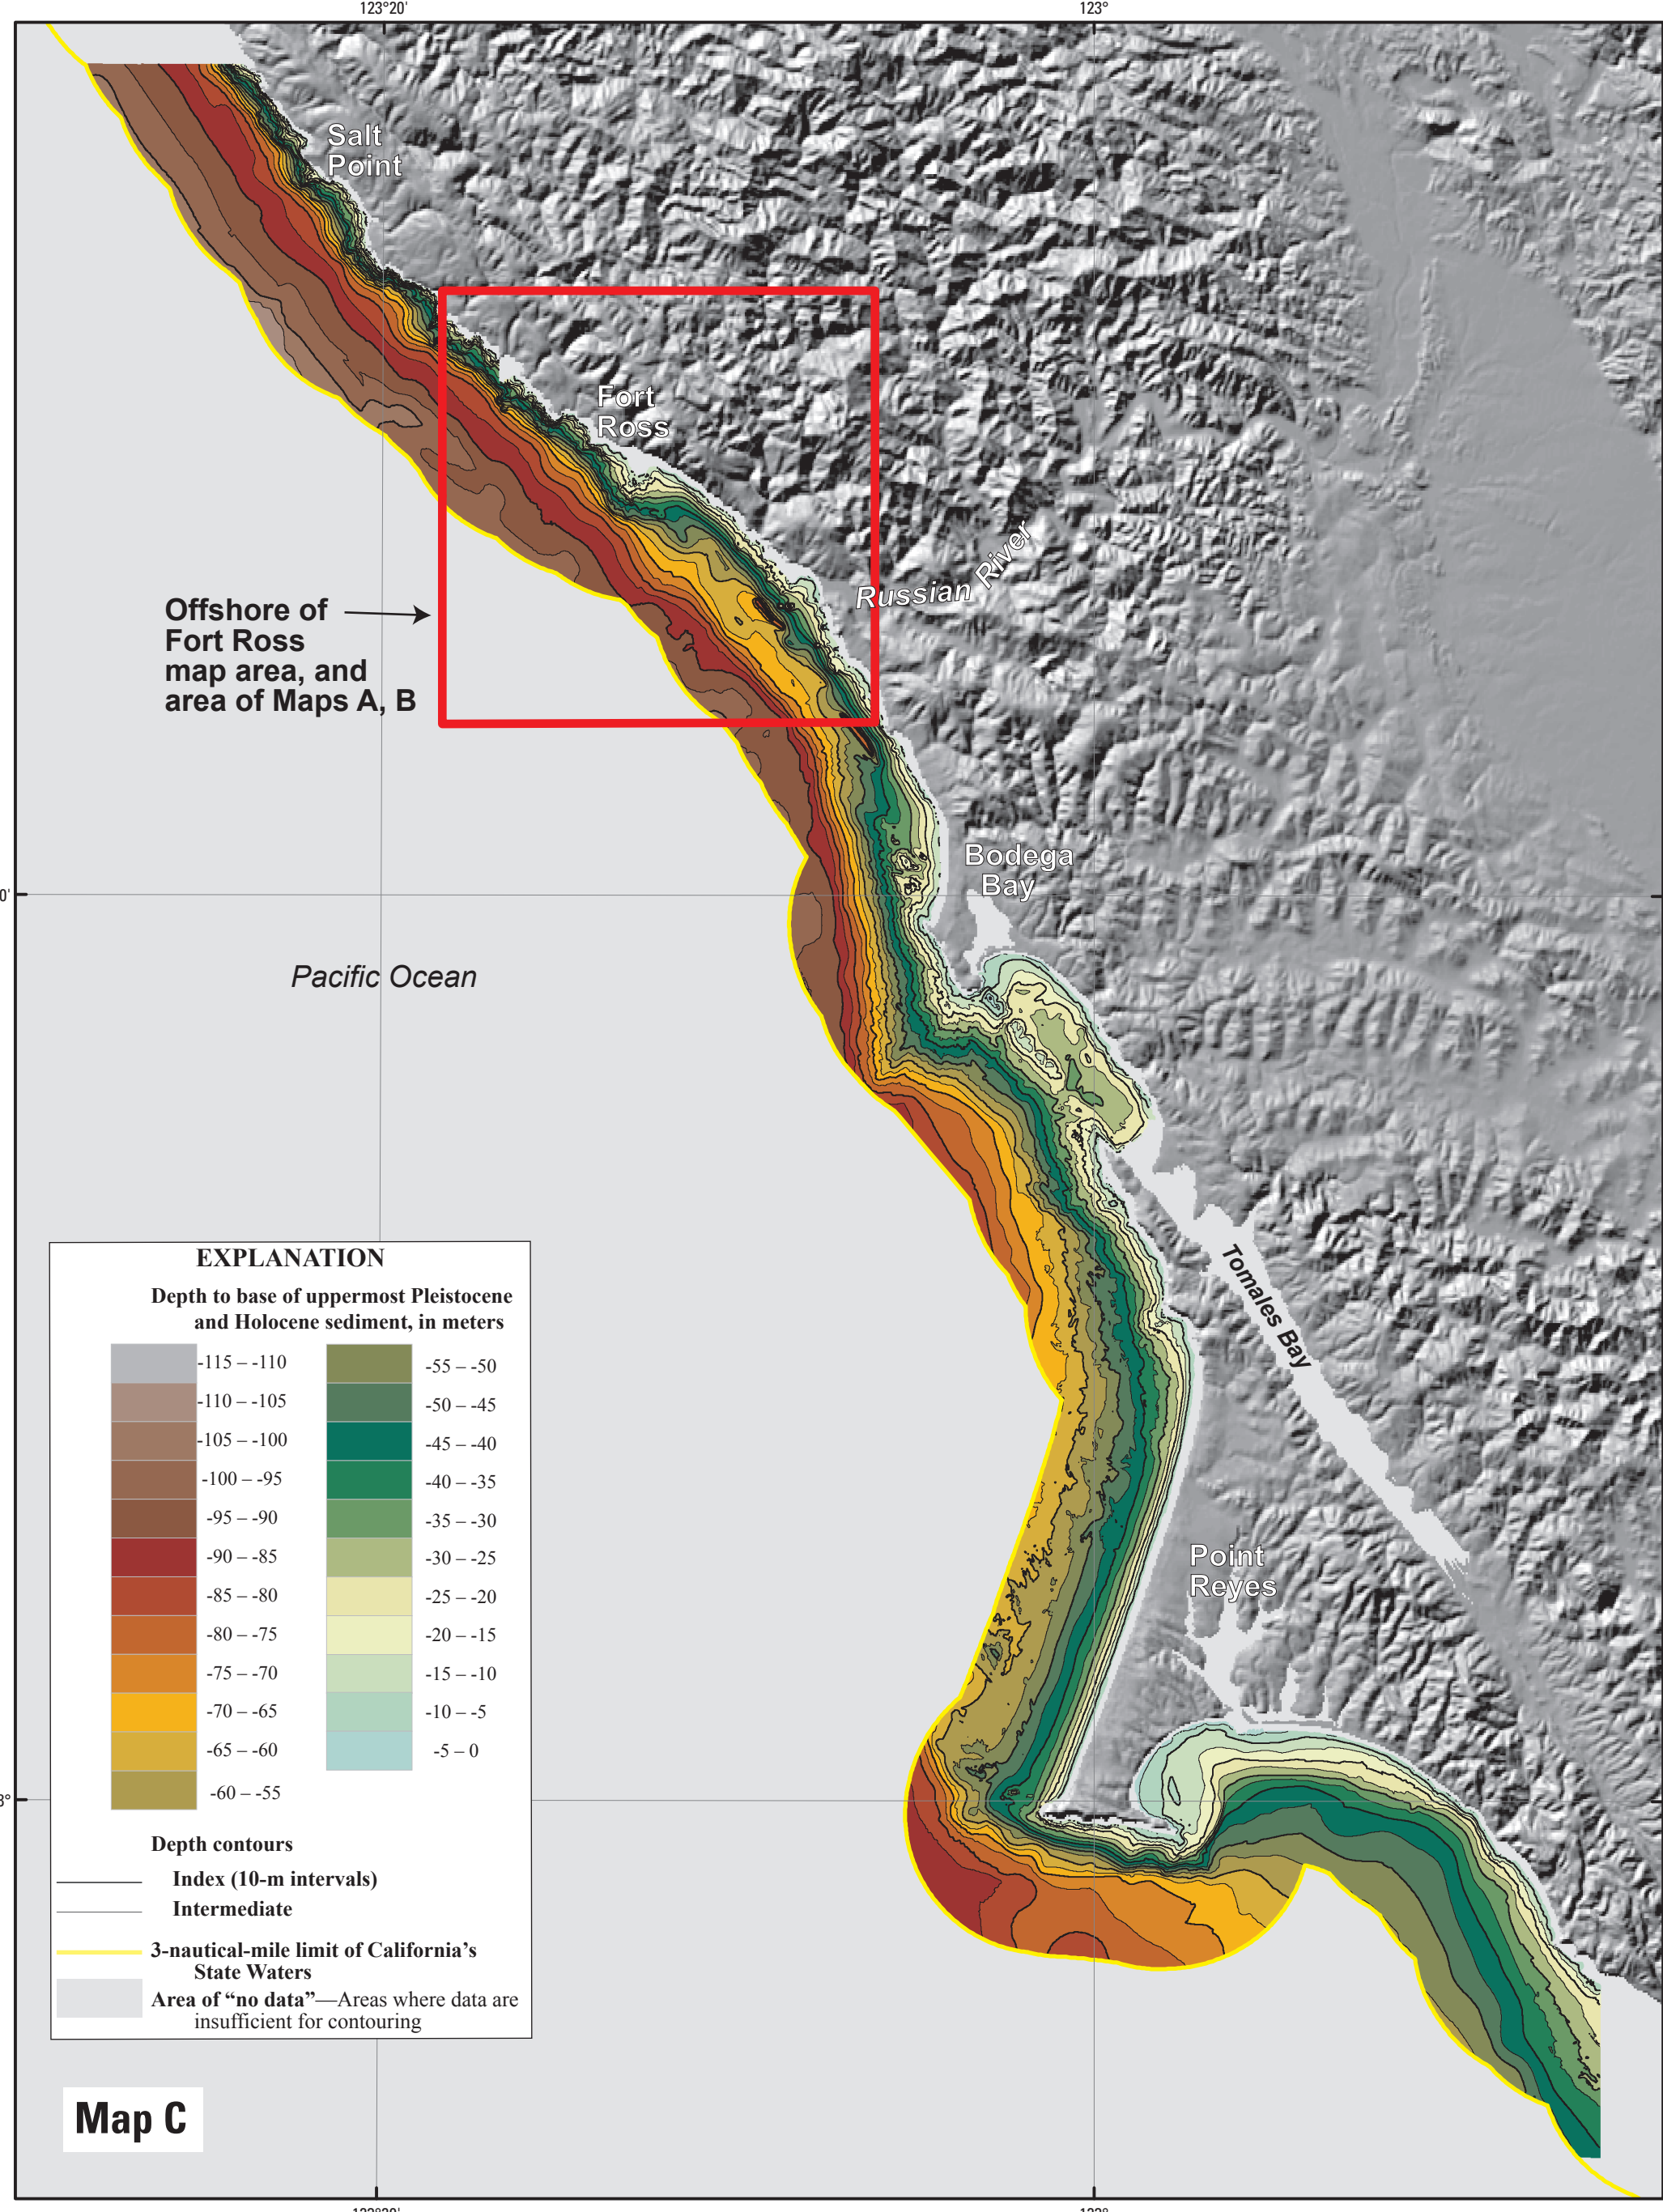 123°20'
123°
Salt
Point
Fort
Ross
Russian River
Offshore of
Fort Ross
map area, and
area of Maps A, B
Bodega
Bay
0'
Pacific Ocean
Tomales Bay
EXPLANATION
Depth to base of uppermost Pleistocene
and Holocene sediment, in meters
-115 – -110
-110 – -105
-105 – -100
-100 – -95
-95 – -90
-90 – -85
-85 – -80
-80 – -75
-75 – -70
-70 – -65
-65 – -60
-60 – -55
-55 – -50
-50 – -45
-45 – -40
-40 – -35
-35 – -30
-30 – -25
-25 – -20
-20 – -15
-15 – -10
-10 – -5
-5 – 0
Depth contours
Index (10-m intervals)
Intermediate
3-nautical-mile limit of California's
State Waters
Area of “no data”—Areas where data are
insufficient for contouring
Point
Reyes
Map C